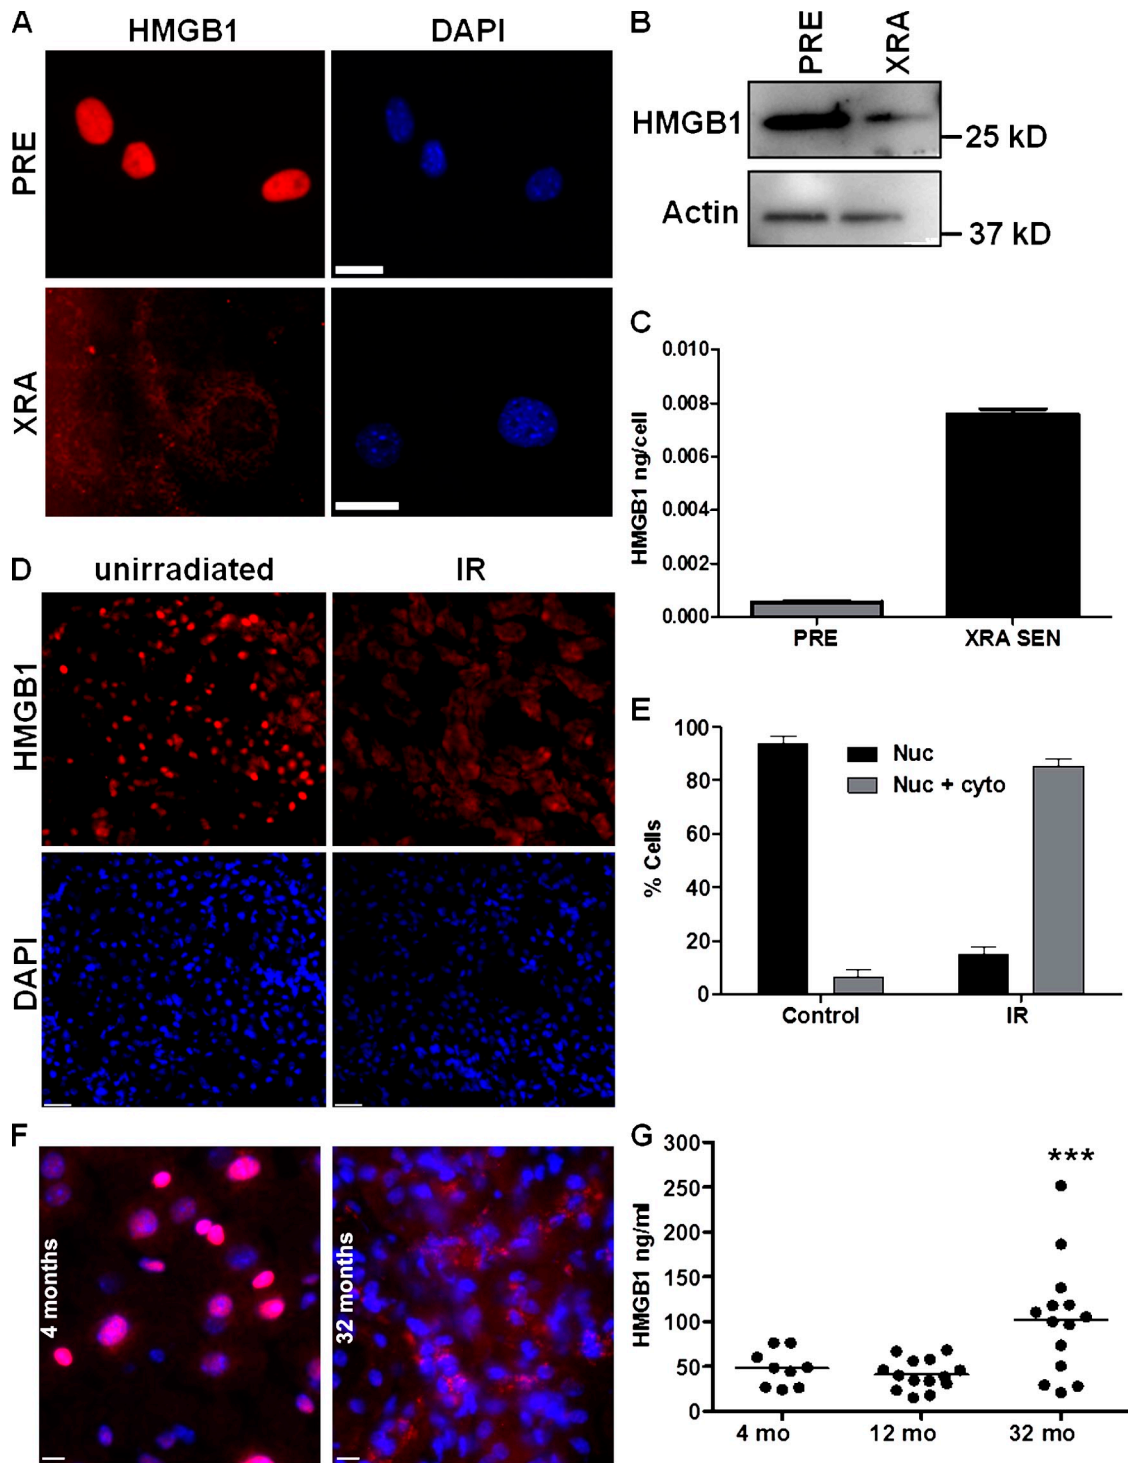 A
HMGB1
DAPI
PRE
XRA
B
PRE
XRA
HMGB1
25 kD
Actin
37 kD
C
HMGB1 ng/cell
0.010
0.008
0.006
0.004
0.002
0.000
PRE
XRA SEN
D
unirradiated
IR
HMGB1
DAPI
E
% Cells
100
80
60
40
20
0
Nuc
Nuc + cyto
Control
IR
F
4 months
32 months
G
HMGB1 ng/ml
300
250
200
150
100
50
0
***
4 mo
12 mo
32 mo